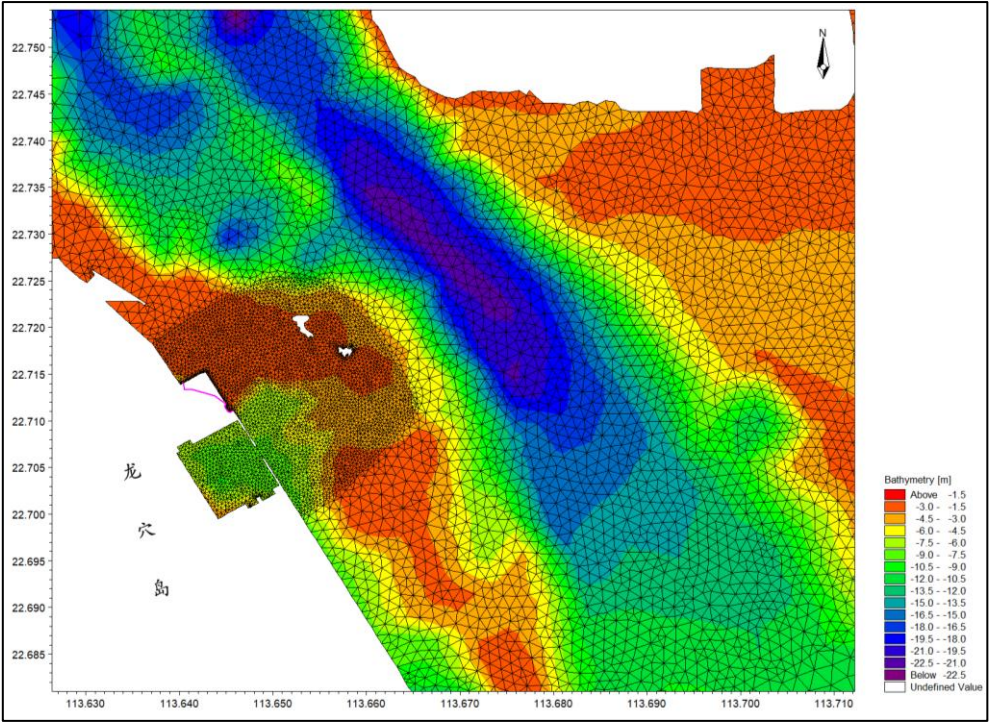 N
22.750
22.745
22.740
22.735
22.730
22.725
22.720
22.715
22.710
22.705
22.700
22.695
22.690
22.685
龙
穴
岛
113.630 113.640 113.650 113.660 113.670 113.680 113.690 113.700 113.710
Bathymetry [m]
Above -1.5
-3.0 - -1.5
-4.5 - -3.0
-6.0 - -4.5
-7.5 - -6.0
-9.0 - -7.5
-10.5 - -9.0
-12.0 - -10.5
-13.5 - -12.0
-15.0 - -13.5
-16.5 - -15.0
-18.0 - -16.5
-19.5 - -18.0
-21.0 - -19.5
-22.5 - -21.0
Below -22.5
Undefined Value